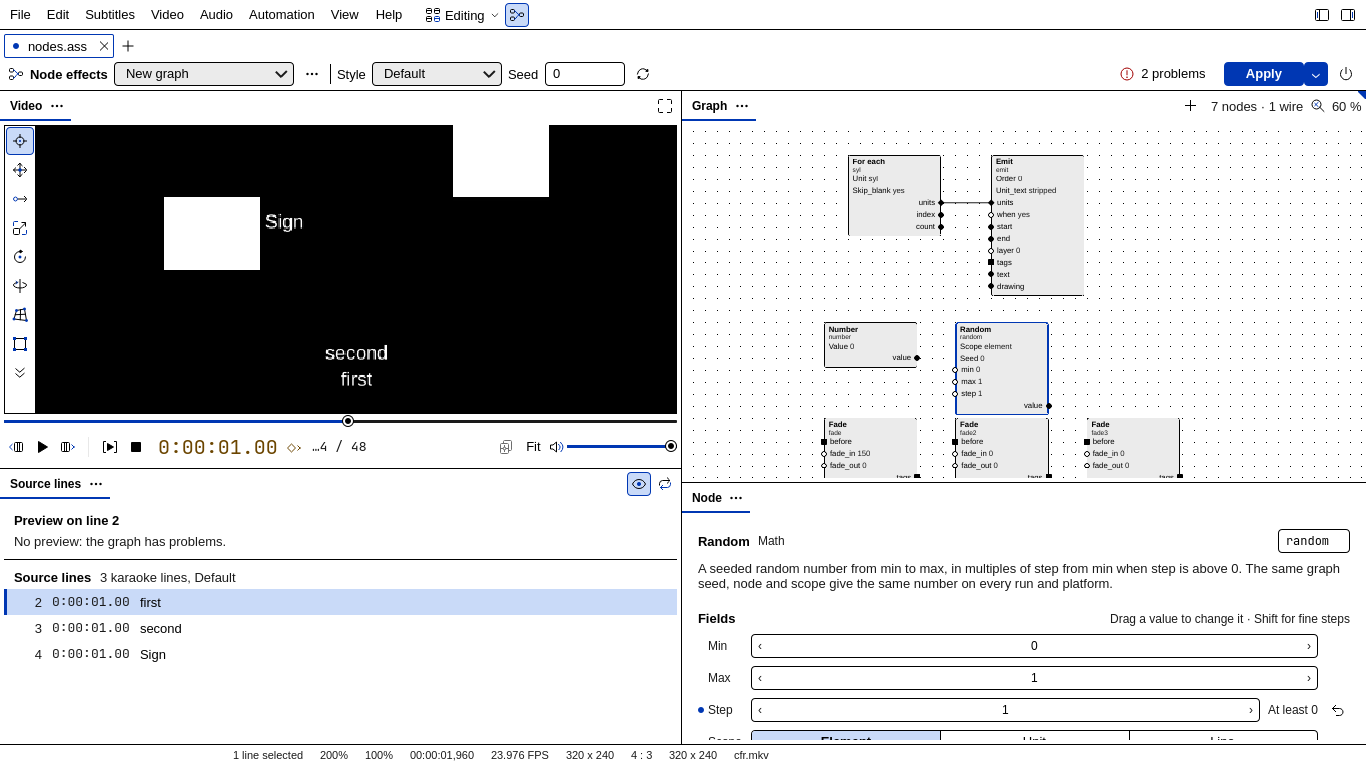 File Edit Subtitles Video Audio Automation View Help Editing
nodes.ass
Node effects New graph Style Default Seed 0 2 problems Apply
Video
Sign
second
first
0:00:01.00 …4 / 48 Fit
Source lines
Preview on line 2
No preview: the graph has problems.
Source lines 3 karaoke lines, Default
2 0:00:01.00 first
3 0:00:01.00 second
4 0:00:01.00 Sign
Graph 7 nodes · 1 wire 60 %
For each
syl
Unit syl
Skip_blank yes
units
index
count
Emit
emit
Order 0
Unit_text stripped
units
when yes
start
end
layer 0
tags
text
drawing
Number
number
Value 0
value
Random
random
Scope element
Seed 0
min 0
max 1
step 1
value
Fade
fade
before
fade_in 150
fade_out 0
tags
Fade
fade2
before
fade_in 0
fade_out 0
tags
Fade
fade3
before
fade_in 0
fade_out 0
tags
Node
Random Math random
A seeded random number from min to max, in multiples of step from min when step is above 0. The same graph
seed, node and scope give the same number on every run and platform.
Fields Drag a value to change it · Shift for fine steps
Min 0
Max 1
Step 1 At least 0
Scope Element Unit Line
1 line selected 200% 100% 00:00:01,960 23.976 FPS 320 x 240 4 : 3 320 x 240 cfr.mkv